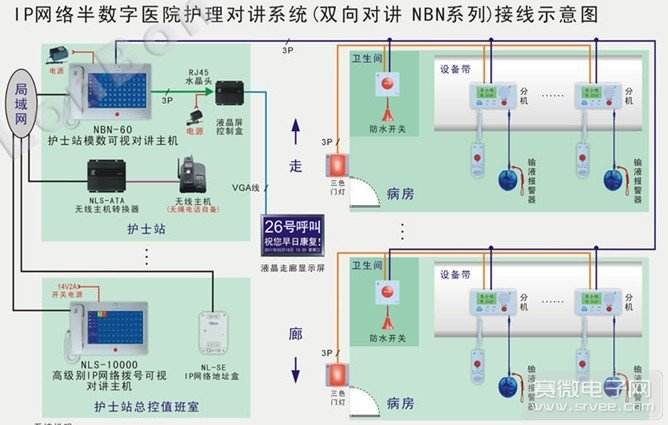 IP网络半数字医院护理对讲系统(双向对讲 NBN系列)接线示意图
局域网
电源
3P
RJ45
水晶头
电源
液晶屏
控制盒
NBN-60
护士站模数可视对讲主机
NLS-ATA
无线主机转换器
无线主机
(无绳电话自备)
护士站
VGA线
3P
走
廊
26号呼叫
祝您早日康复!
液晶走廊显示屏
卫生间
防水开关
3P
三色
门灯
病房
设备带
分机
分机
输液报警器
输液报警器
14V2A
开关电源
NLS-10000
高级别IP网络拨号可视
对讲主机
NL-SE
IP网络地址盒
护士站总控值班室
卫生间
防水开关
3P
三色
门灯
病房
设备带
分机
分机
输液报警器
输液报警器
赛微电子网
www.srvee.com